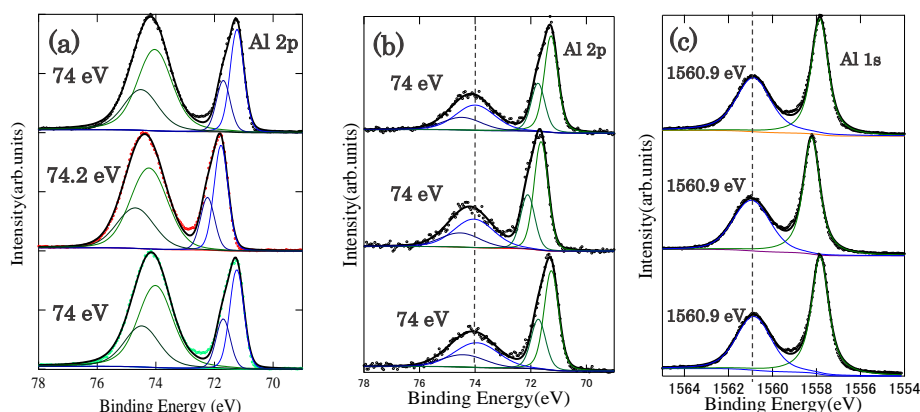 (a)
Al 2p
74 eV
74.2 eV
74 eV
Intensity(arb.units)
78 76 74 72 70
Binding Energy (eV)
(b)
Al 2p
74 eV
74 eV
74 eV
Intensity(arb.units)
78 76 74 72 70
Binding Energy(eV)
(c)
Al 1s
1560.9 eV
1560.9 eV
1560.9 eV
Intensity(arb.units)
1564 1562 1560 1558 1556 1554
Binding Energy(eV)